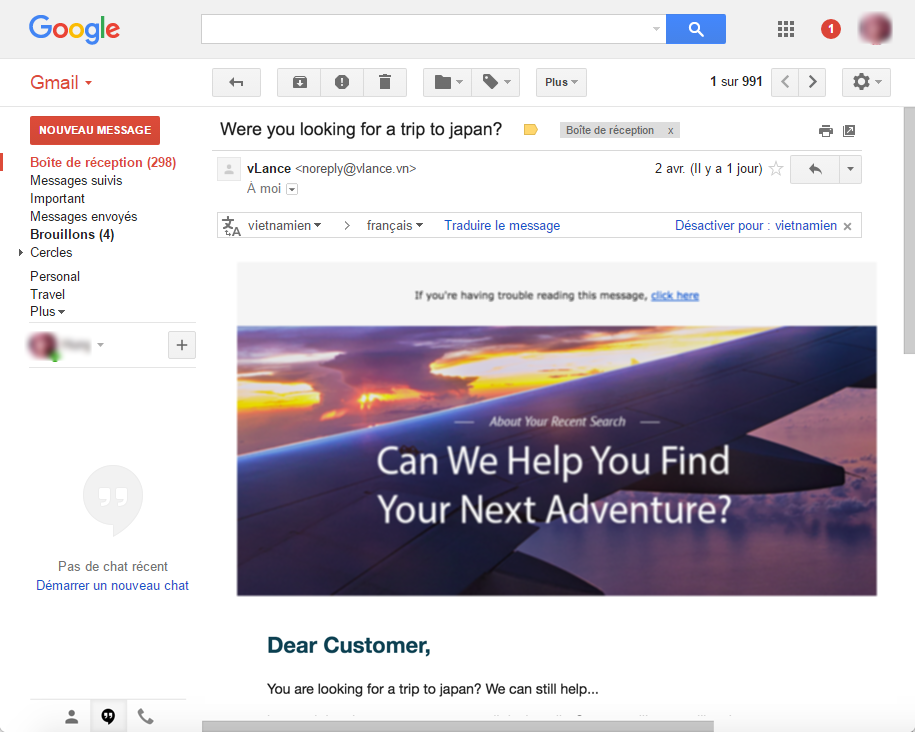 Google
1
Gmail
Plus
1 sur 991
NOUVEAU MESSAGE
Boîte de réception (298)
Messages suivis
Important
Messages envoyés
Brouillons (4)
Cercles
Personal
Travel
Plus
Pas de chat récent
Démarrer un nouveau chat
Were you looking for a trip to japan?
Boîte de réception x
vLance <noreply@vlance.vn>
2 avr. (Il y a 1 jour)
À moi
vietnamien > français Traduire le message Désactiver pour : vietnamien x
If you're having trouble reading this message, click here
About Your Recent Search
Can We Help You Find
Your Next Adventure?
Dear Customer,
You are looking for a trip to japan? We can still help...